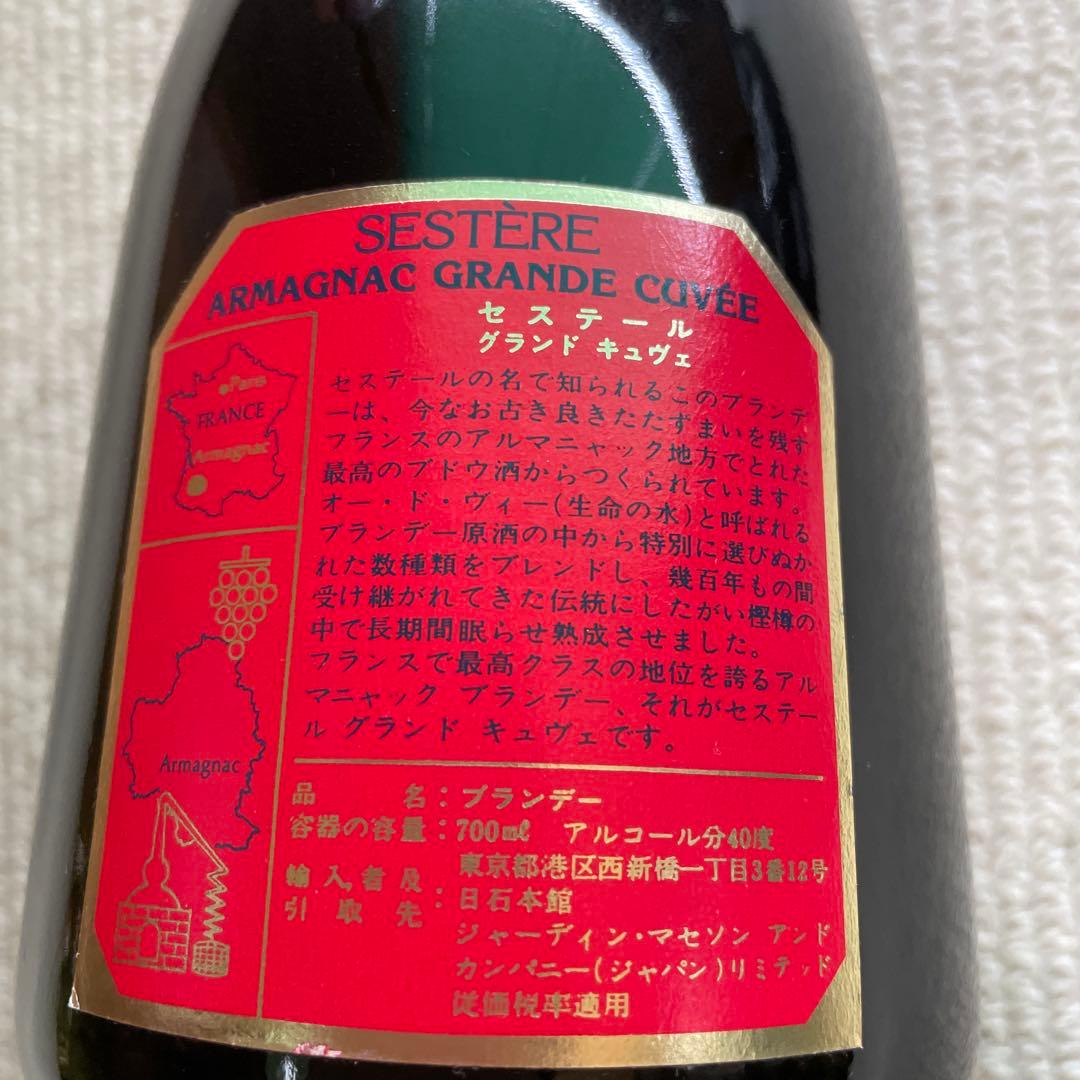 SESTÈRE
ARMAGNAC GRANDE CUVÉE
セステール
グランド キュヴェ
Paris
FRANCE
Armagnac
セステールの名で知られるこのブランデ
ーは、今なお古き良きたたずまいを残す
フランスのアルマニャック地方でとれた
最高のブドウ酒からつくられています。
オー・ド・ヴィー(生命の水)と呼ばれる
ブランデー原酒の中から特別に選びぬか
れた数種類をブレンドし、幾百年もの間
受け継がれてきた伝統にしたがい樫樽の
中で長期間眠らせ熟成させました。
フランスで最高クラスの地位を誇るアル
マニャック ブランデー、それがセステー
ル グランド キュヴェです。
Armagnac
品名:ブランデー
容器の容量:700ml アルコール分40度
輸入者及引取先:東京都港区西新橋一丁目3番12号
日石本館
ジャーディン・マセソン アンド
カンパニー(ジャパン)リミテッド
従価税率適用